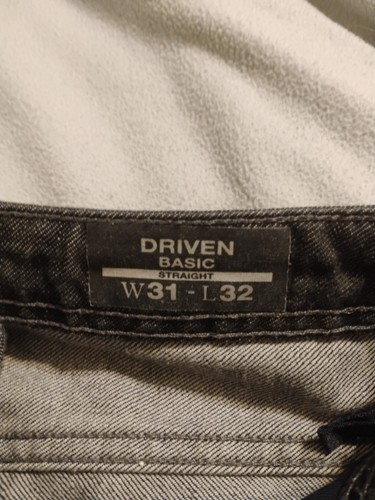 DRIVEN
BASIC
STRAIGHT
W31 - L32